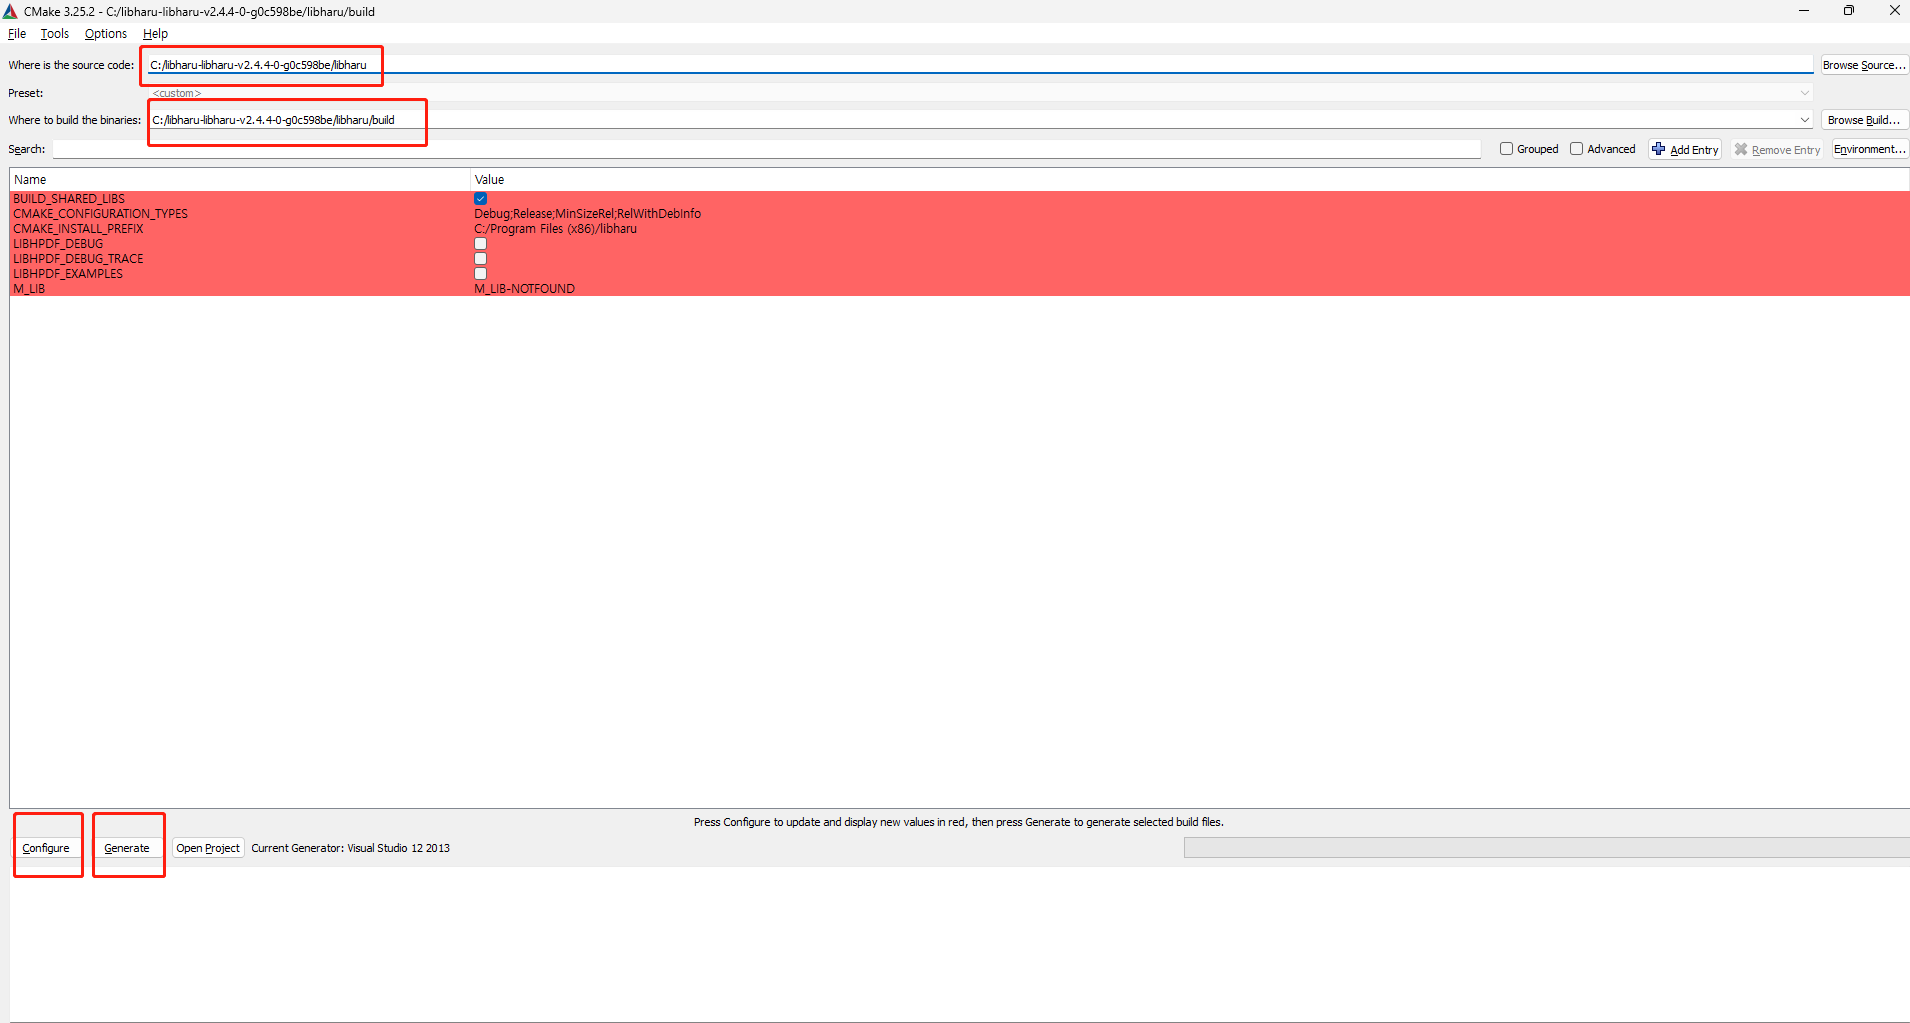 CMake 3.25.2 - C:/libharu-libharu-v2.4.4-0-g0c598be/libharu/build
File Tools Options Help
Where is the source code: C:/libharu-libharu-v2.4.4-0-g0c598be/libharu Browse Source...
Preset: <custom>
Where to build the binaries: C:/libharu-libharu-v2.4.4-0-g0c598be/libharu/build Browse Build...
Search: Grouped Advanced Add Entry Remove Entry Environment...
Name Value
BUILD_SHARED_LIBS
CMAKE_CONFIGURATION_TYPES Debug;Release;MinSizeRel;RelWithDebInfo
CMAKE_INSTALL_PREFIX C:/Program Files (x86)/libharu
LIBHPDF_DEBUG
LIBHPDF_DEBUG_TRACE
LIBHPDF_EXAMPLES
M_LIB M_LIB-NOTFOUND
Press Configure to update and display new values in red, then press Generate to generate selected build files.
Configure Generate Open Project Current Generator: Visual Studio 12 2013